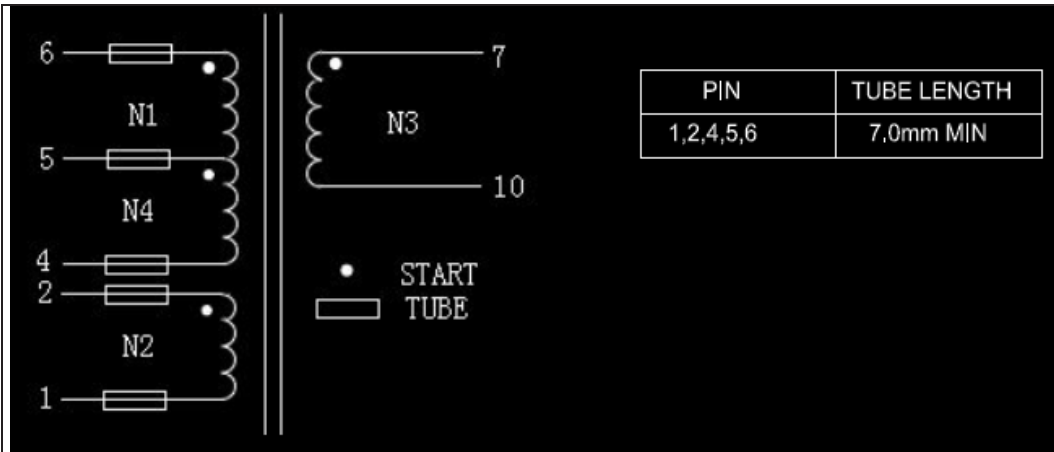 6
N1
5
N4
4
2
N2
1
7
N3
10
START
TUBE
PIN TUBE LENGTH
1,2,4,5,6 7.0mm MIN